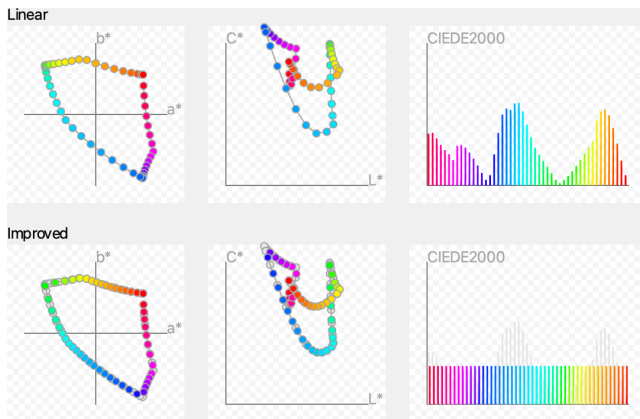 Linear
b*
C*
CIEDE2000
a*
L*
Improved
b*
C*
CIEDE2000
a*
L*